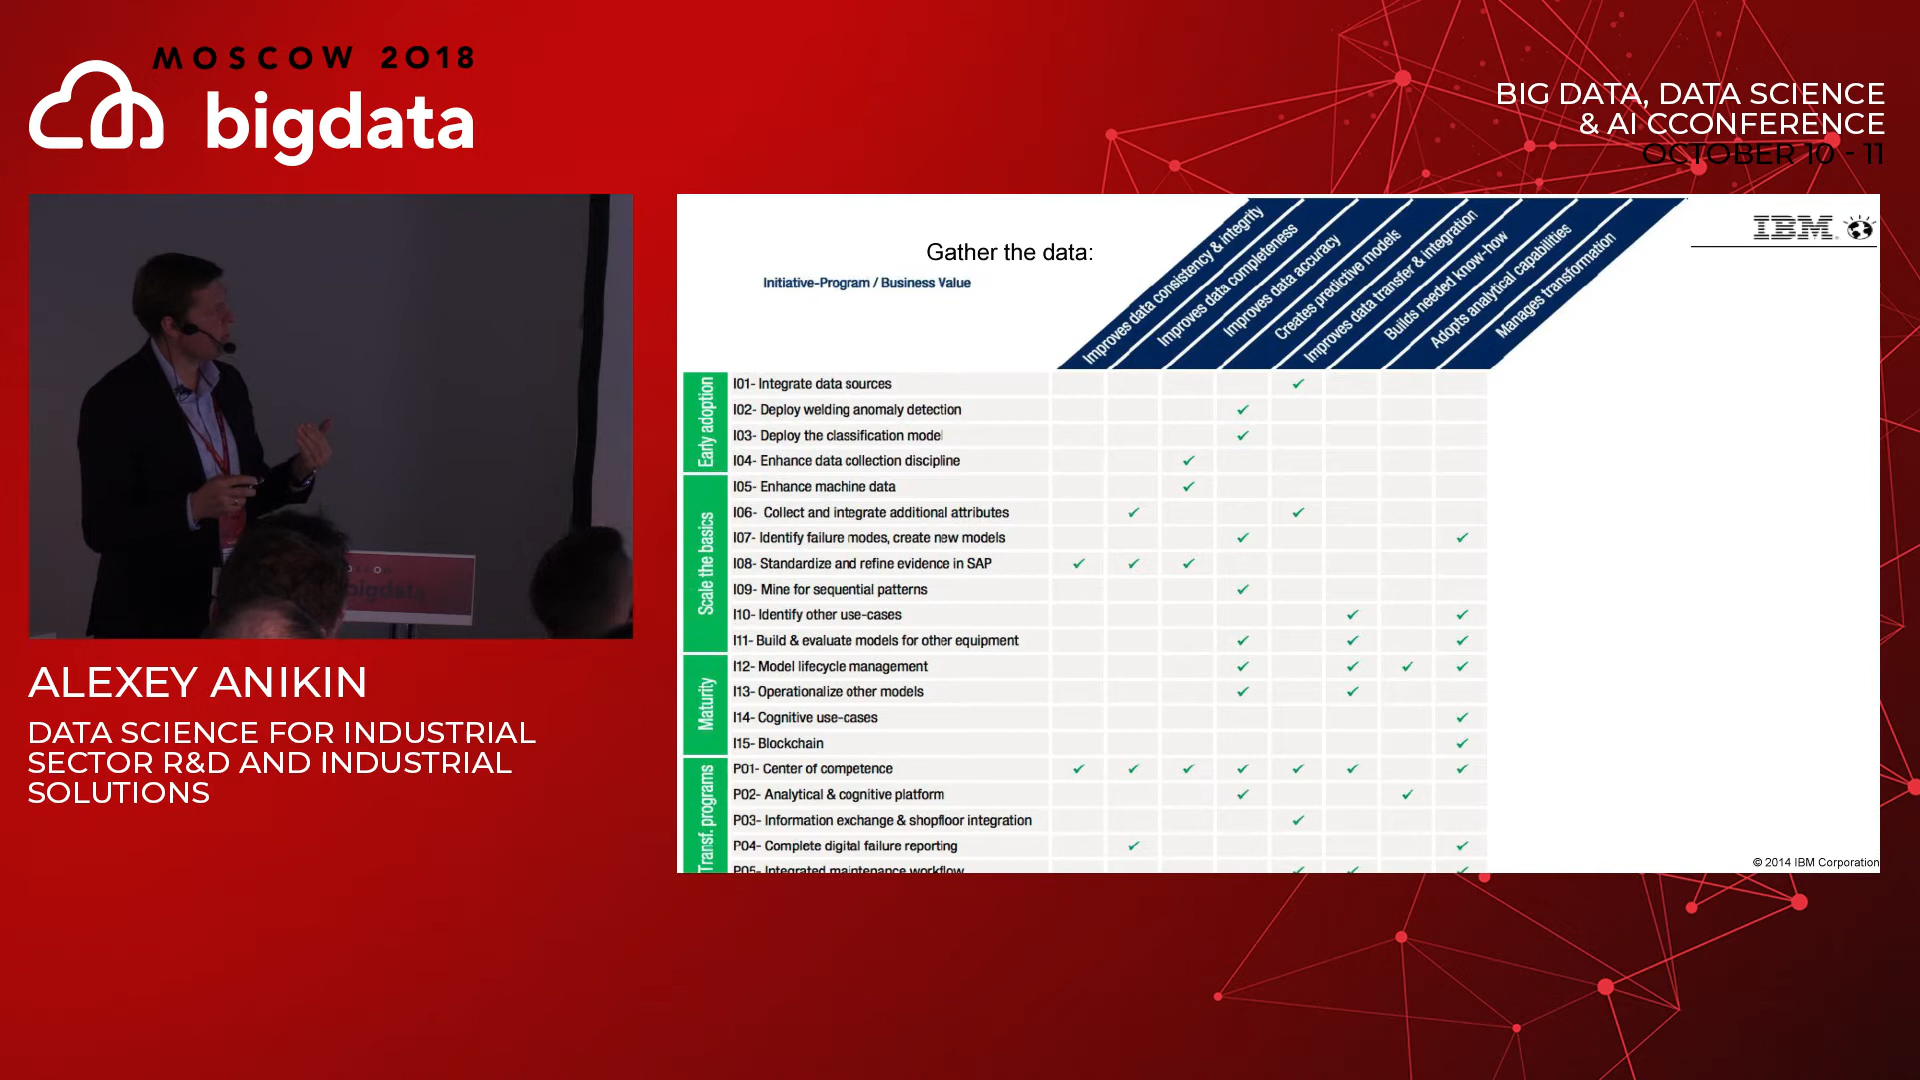 MOSCOW 2018
bigdata
BIG DATA, DATA SCIENCE
& AI CCONFERENCE
OCTOBER 10 - 11
bigdata
ALEXEY ANIKIN
DATA SCIENCE FOR INDUSTRIAL
SECTOR R&D AND INDUSTRIAL
SOLUTIONS
IBM
Gather the data:
Initiative-Program / Business Value
Improves data consistency & integrity
Improves data completeness
Improves data accuracy
Creates predictive models
Improves data transfer & integration
Builds needed know-how
Adopts analytical capabilities
Manages transformation
Early adoption
I01- Integrate data sources
I02- Deploy welding anomaly detection
I03- Deploy the classification model
I04- Enhance data collection discipline
Scale the basics
I05- Enhance machine data
I06- Collect and integrate additional attributes
I07- Identify failure modes, create new models
I08- Standardize and refine evidence in SAP
I09- Mine for sequential patterns
I10- Identify other use-cases
I11- Build & evaluate models for other equipment
Maturity
I12- Model lifecycle management
I13- Operationalize other models
I14- Cognitive use-cases
I15- Blockchain
Transf. programs
P01- Center of competence
P02- Analytical & cognitive platform
P03- Information exchange & shopfloor integration
P04- Complete digital failure reporting
P05- Integrated maintenance workflow
© 2014 IBM Corporation